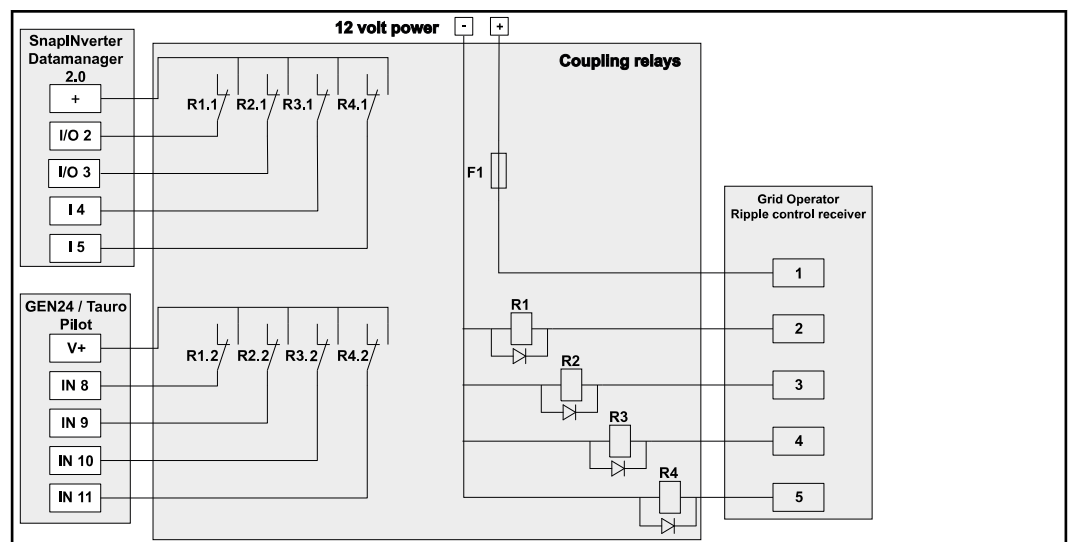 12 volt power - +
SnapINverter
Datamanager
2.0
+
I/O 2
I/O 3
I 4
I 5
R1.1 R2.1 R3.1 R4.1
Coupling relays
F1
Grid Operator
Ripple control receiver
1
2
3
4
5
R1
R2
R3
R4
GEN24 / Tauro
Pilot
V+
IN 8
IN 9
IN 10
IN 11
R1.2 R2.2 R3.2 R4.2